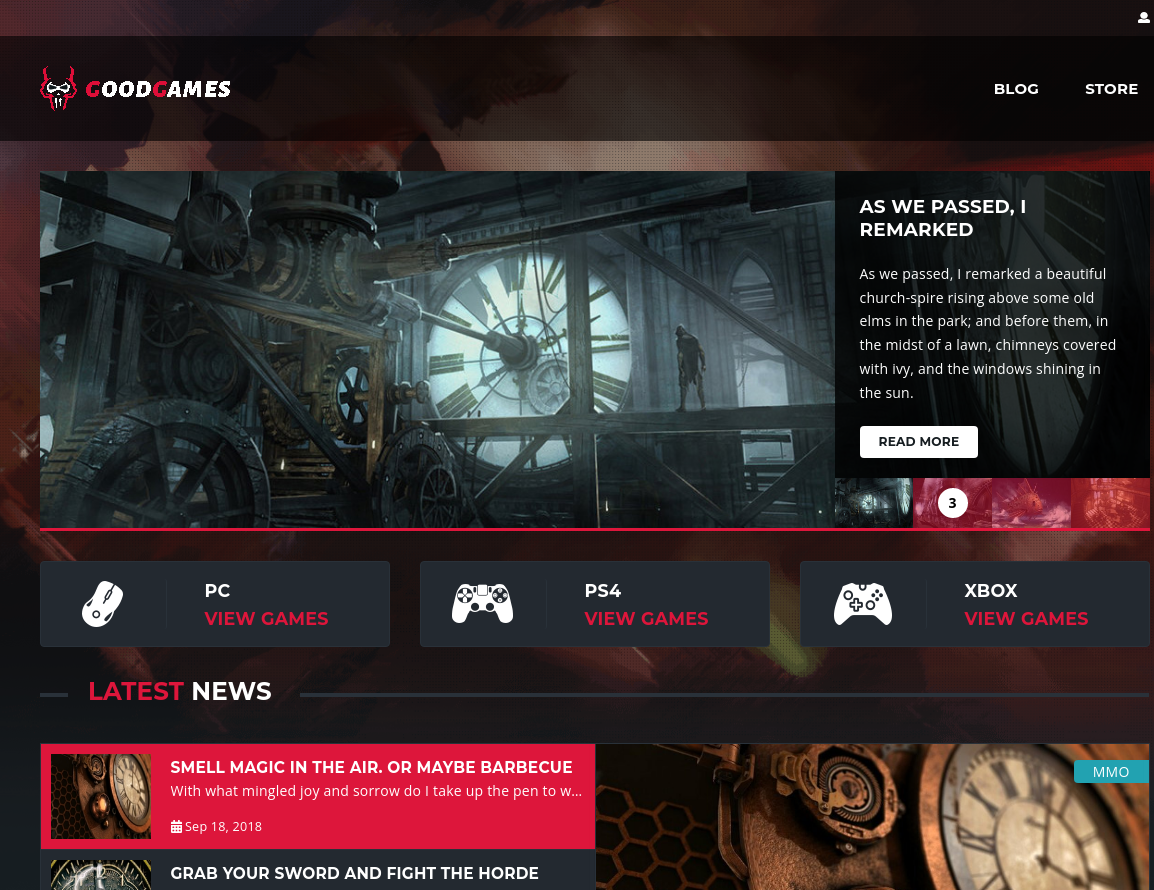 GOODGAMES
BLOG
STORE
AS WE PASSED, I
REMARKED
As we passed, I remarked a beautiful
church-spire rising above some old
elms in the park; and before them, in
the midst of a lawn, chimneys covered
with ivy, and the windows shining in
the sun.
READ MORE
3
PC
VIEW GAMES
PS4
VIEW GAMES
XBOX
VIEW GAMES
LATEST NEWS
SMELL MAGIC IN THE AIR. OR MAYBE BARBECUE
With what mingled joy and sorrow do I take up the pen to w...
Sep 18, 2018
MMO
GRAB YOUR SWORD AND FIGHT THE HORDE